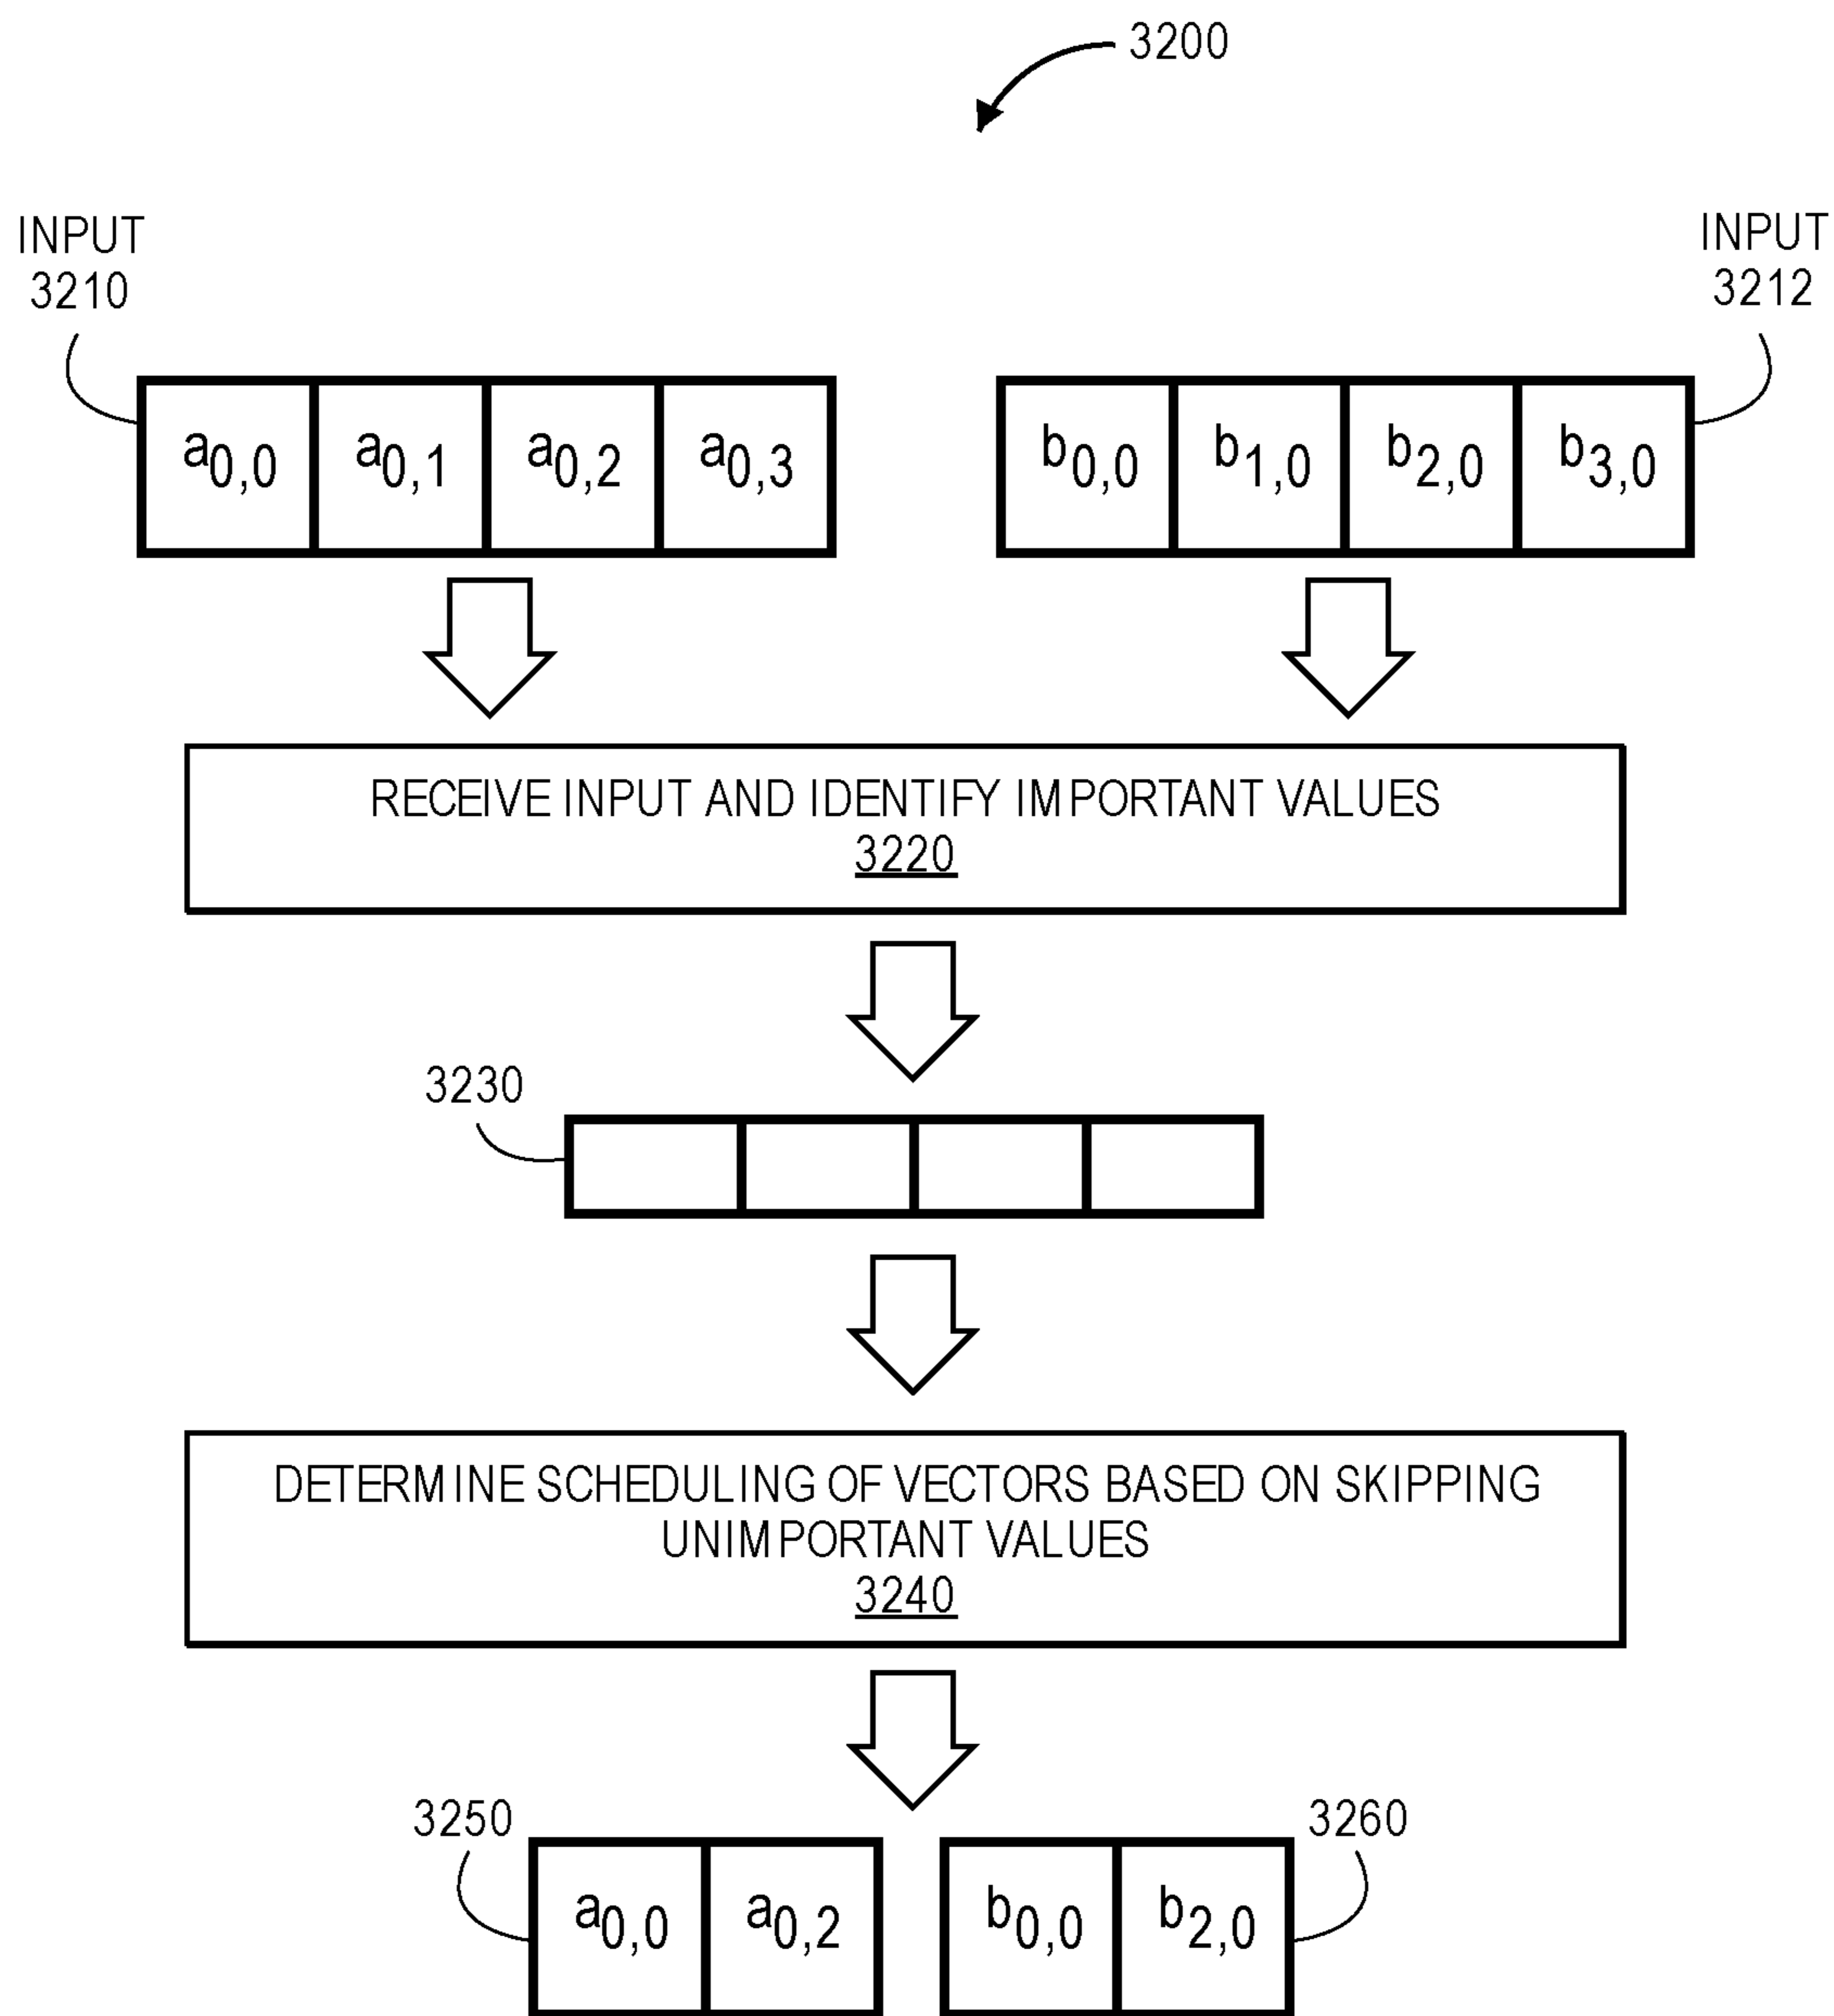 3200
INPUT
3210
INPUT
3212
a0,0 a0,1 a0,2 a0,3
b0,0 b1,0 b2,0 b3,0
RECEIVE INPUT AND IDENTIFY IMPORTANT VALUES
3220
3230
DETERMINE SCHEDULING OF VECTORS BASED ON SKIPPING
UNIMPORTANT VALUES
3240
3250
3260
a0,0 a0,2
b0,0 b2,0